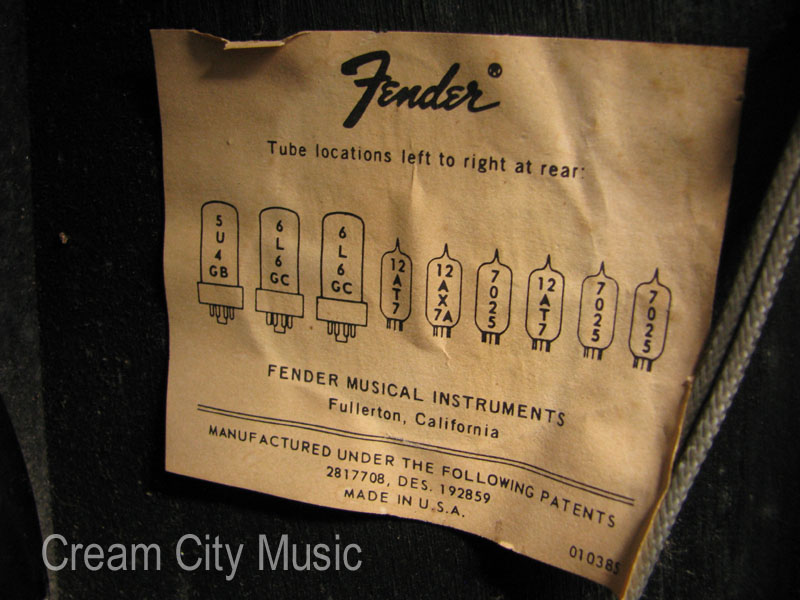 Fender®
Tube locations left to right at rear:
5U4GB 6L6GC 6L6GC 12AT7 12AX7A 7025 12AT7 7025 7025
FENDER MUSICAL INSTRUMENTS
Fullerton, California
MANUFACTURED UNDER THE FOLLOWING PATENTS
2817708, DES. 192859
MADE IN U.S.A.
010385
Cream City Music